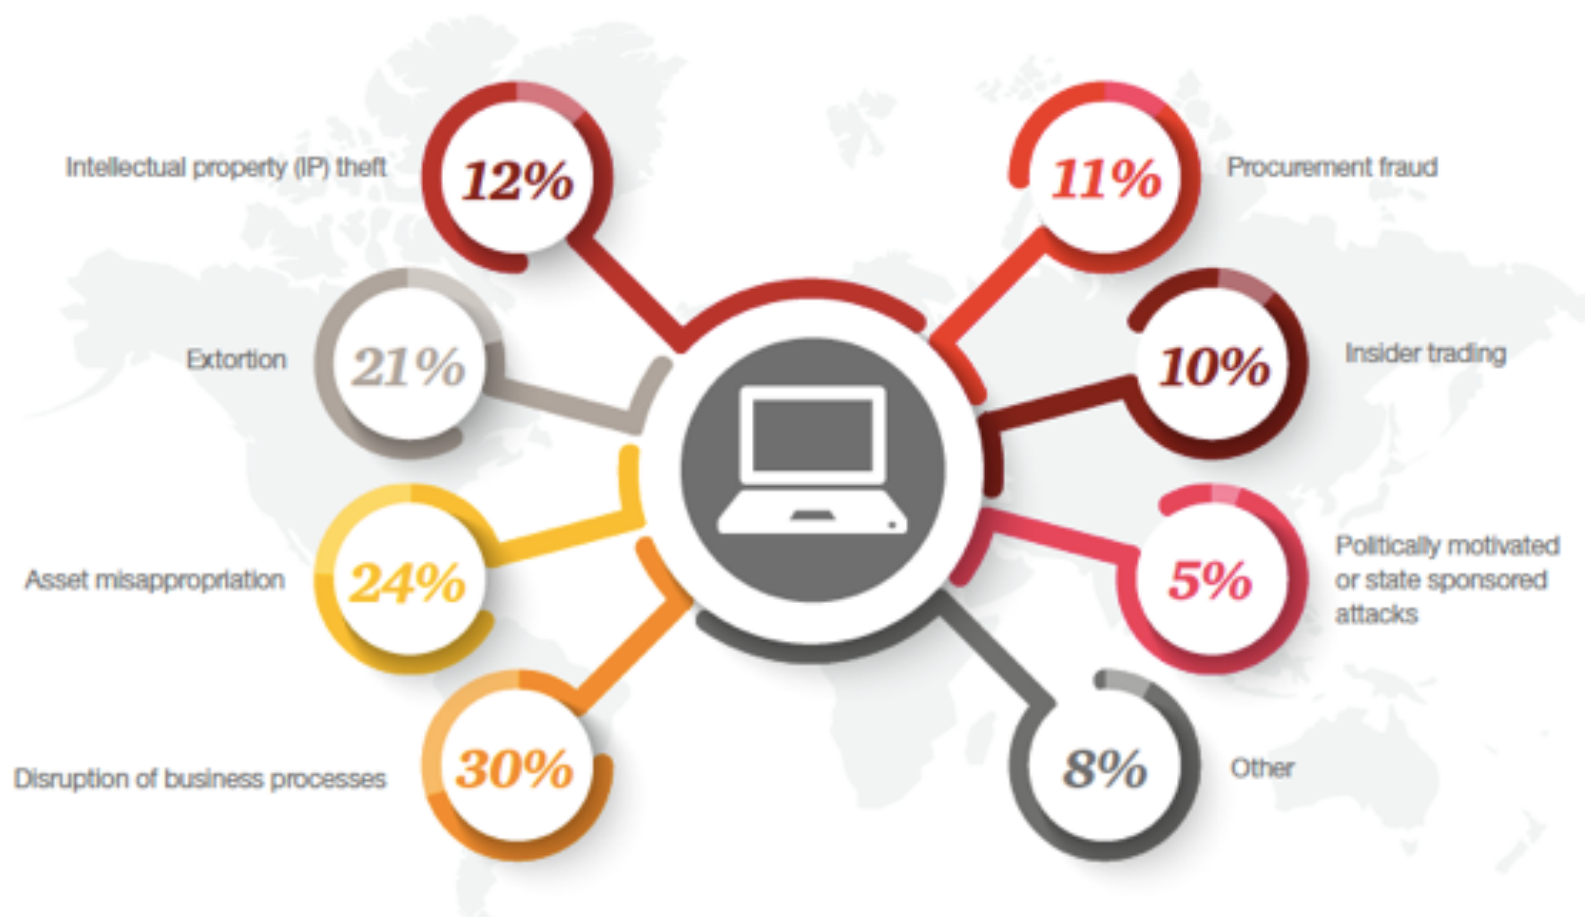 Intellectual property (IP) theft
12%
Extortion
21%
Asset misappropriation
24%
Disruption of business processes
30%
11%
Procurement fraud
10%
Insider trading
5%
Politically motivated
or state sponsored
attacks
8%
Other